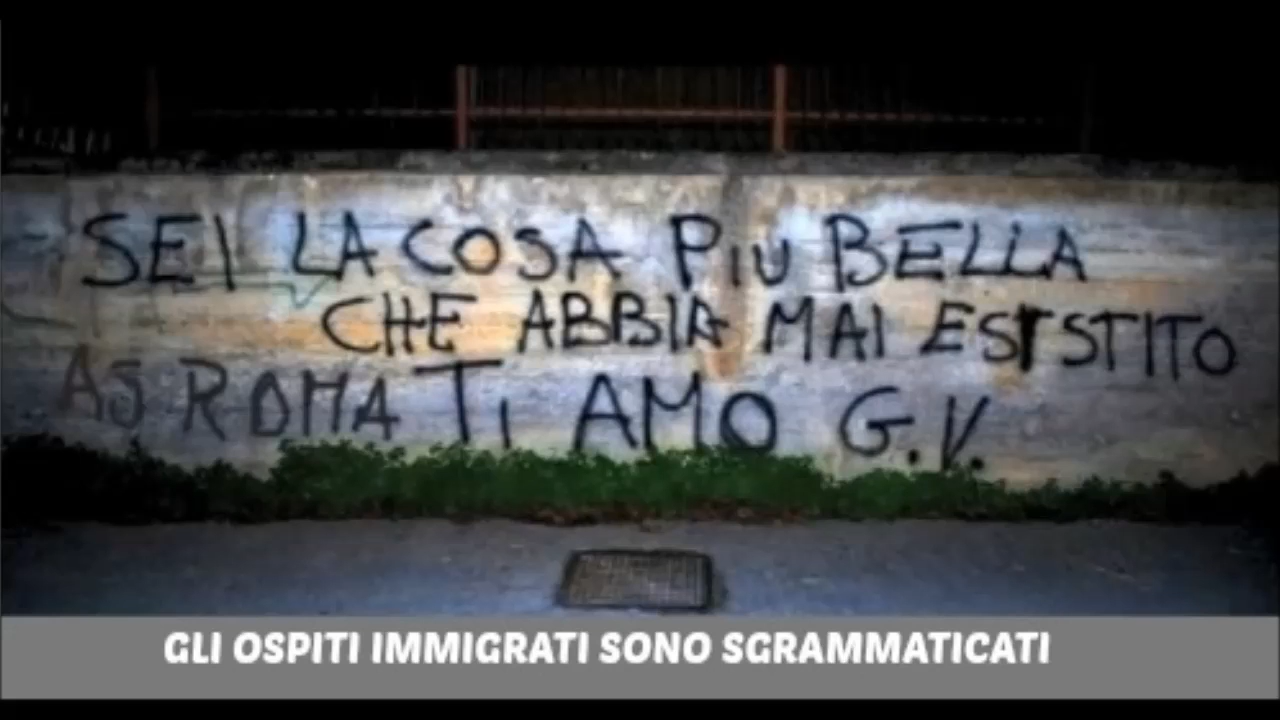 SEI LA COSA PIU BELLA
CHE ABBIA MAI ESISTITO
AS ROMA TI AMO G.V.
GLI OSPITI IMMIGRATI SONO SGRAMMATICATI